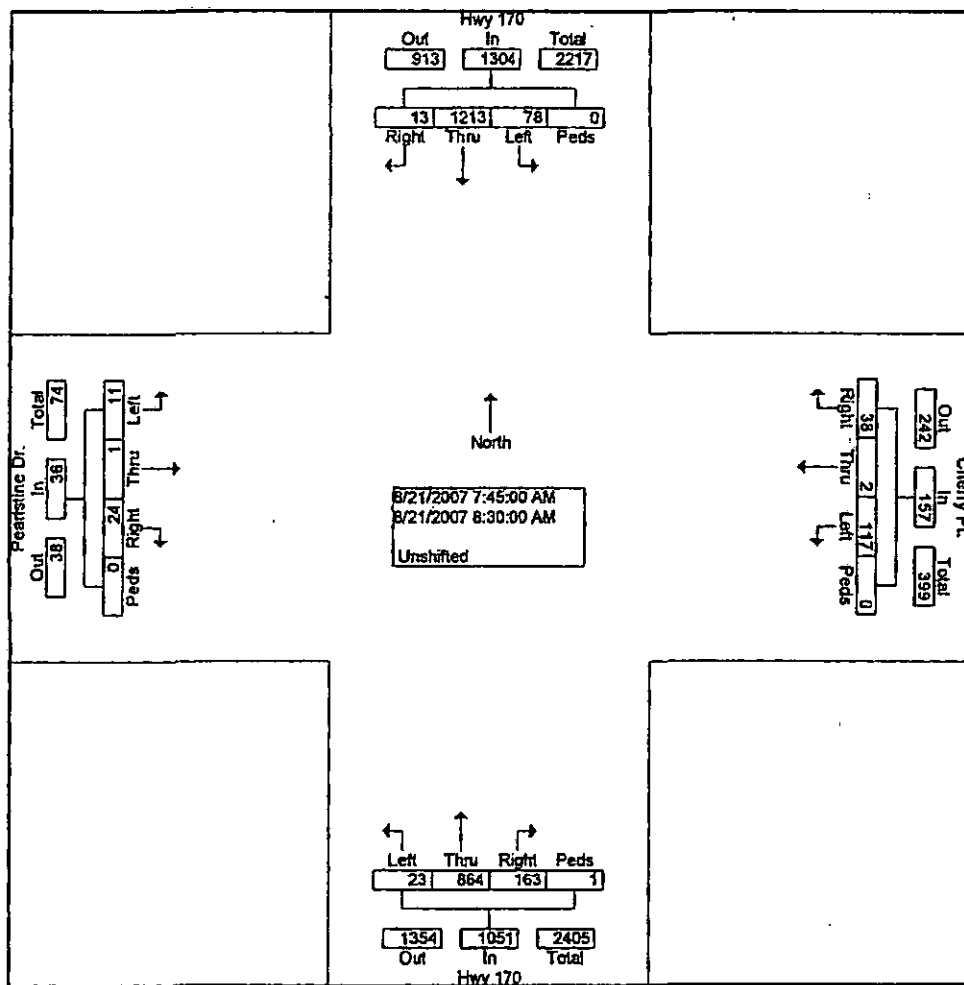 Hwy 170
Out In Total
913 1304 2217
13 1213 78 0
Right Thru Left Peds
Pearlstine Dr.
Total In Out
74 36 38
11 1 24 0
Left Thru Right Peds
North
8/21/2007 7:45:00 AM
8/21/2007 8:30:00 AM
Unshifted
Right Thru Left Peds
38 2 117 0
242 157 399
Out In Total
Cherry Pt.
Left Thru Right Peds
23 864 163 1
1354 1051 2405
Out In Total
Hwy 170